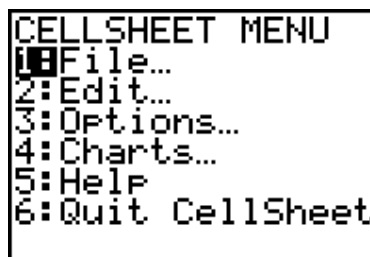 CELLSHEET MENU
1:File…
2:Edit…
3:Options…
4:Charts…
5:Help
6:Quit CellSheet